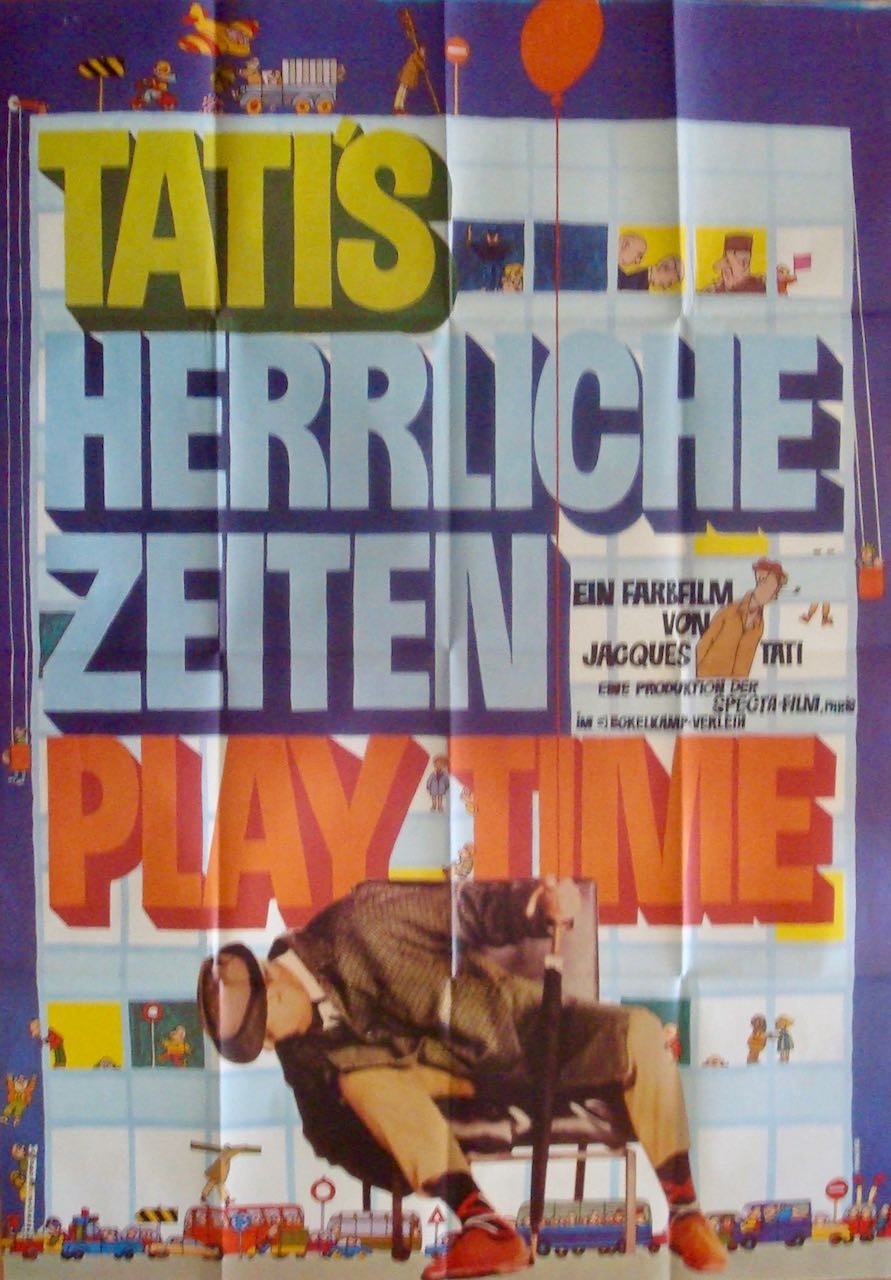 TATI'S
HERRLICHE
ZEITEN
EIN FARBFILM
VON
JACQUES TATI
EINE PRODUKTION DER
SPECTA-FILM, PARIS
IM BOKELKAMP-VERLEIH
PLAY TIME